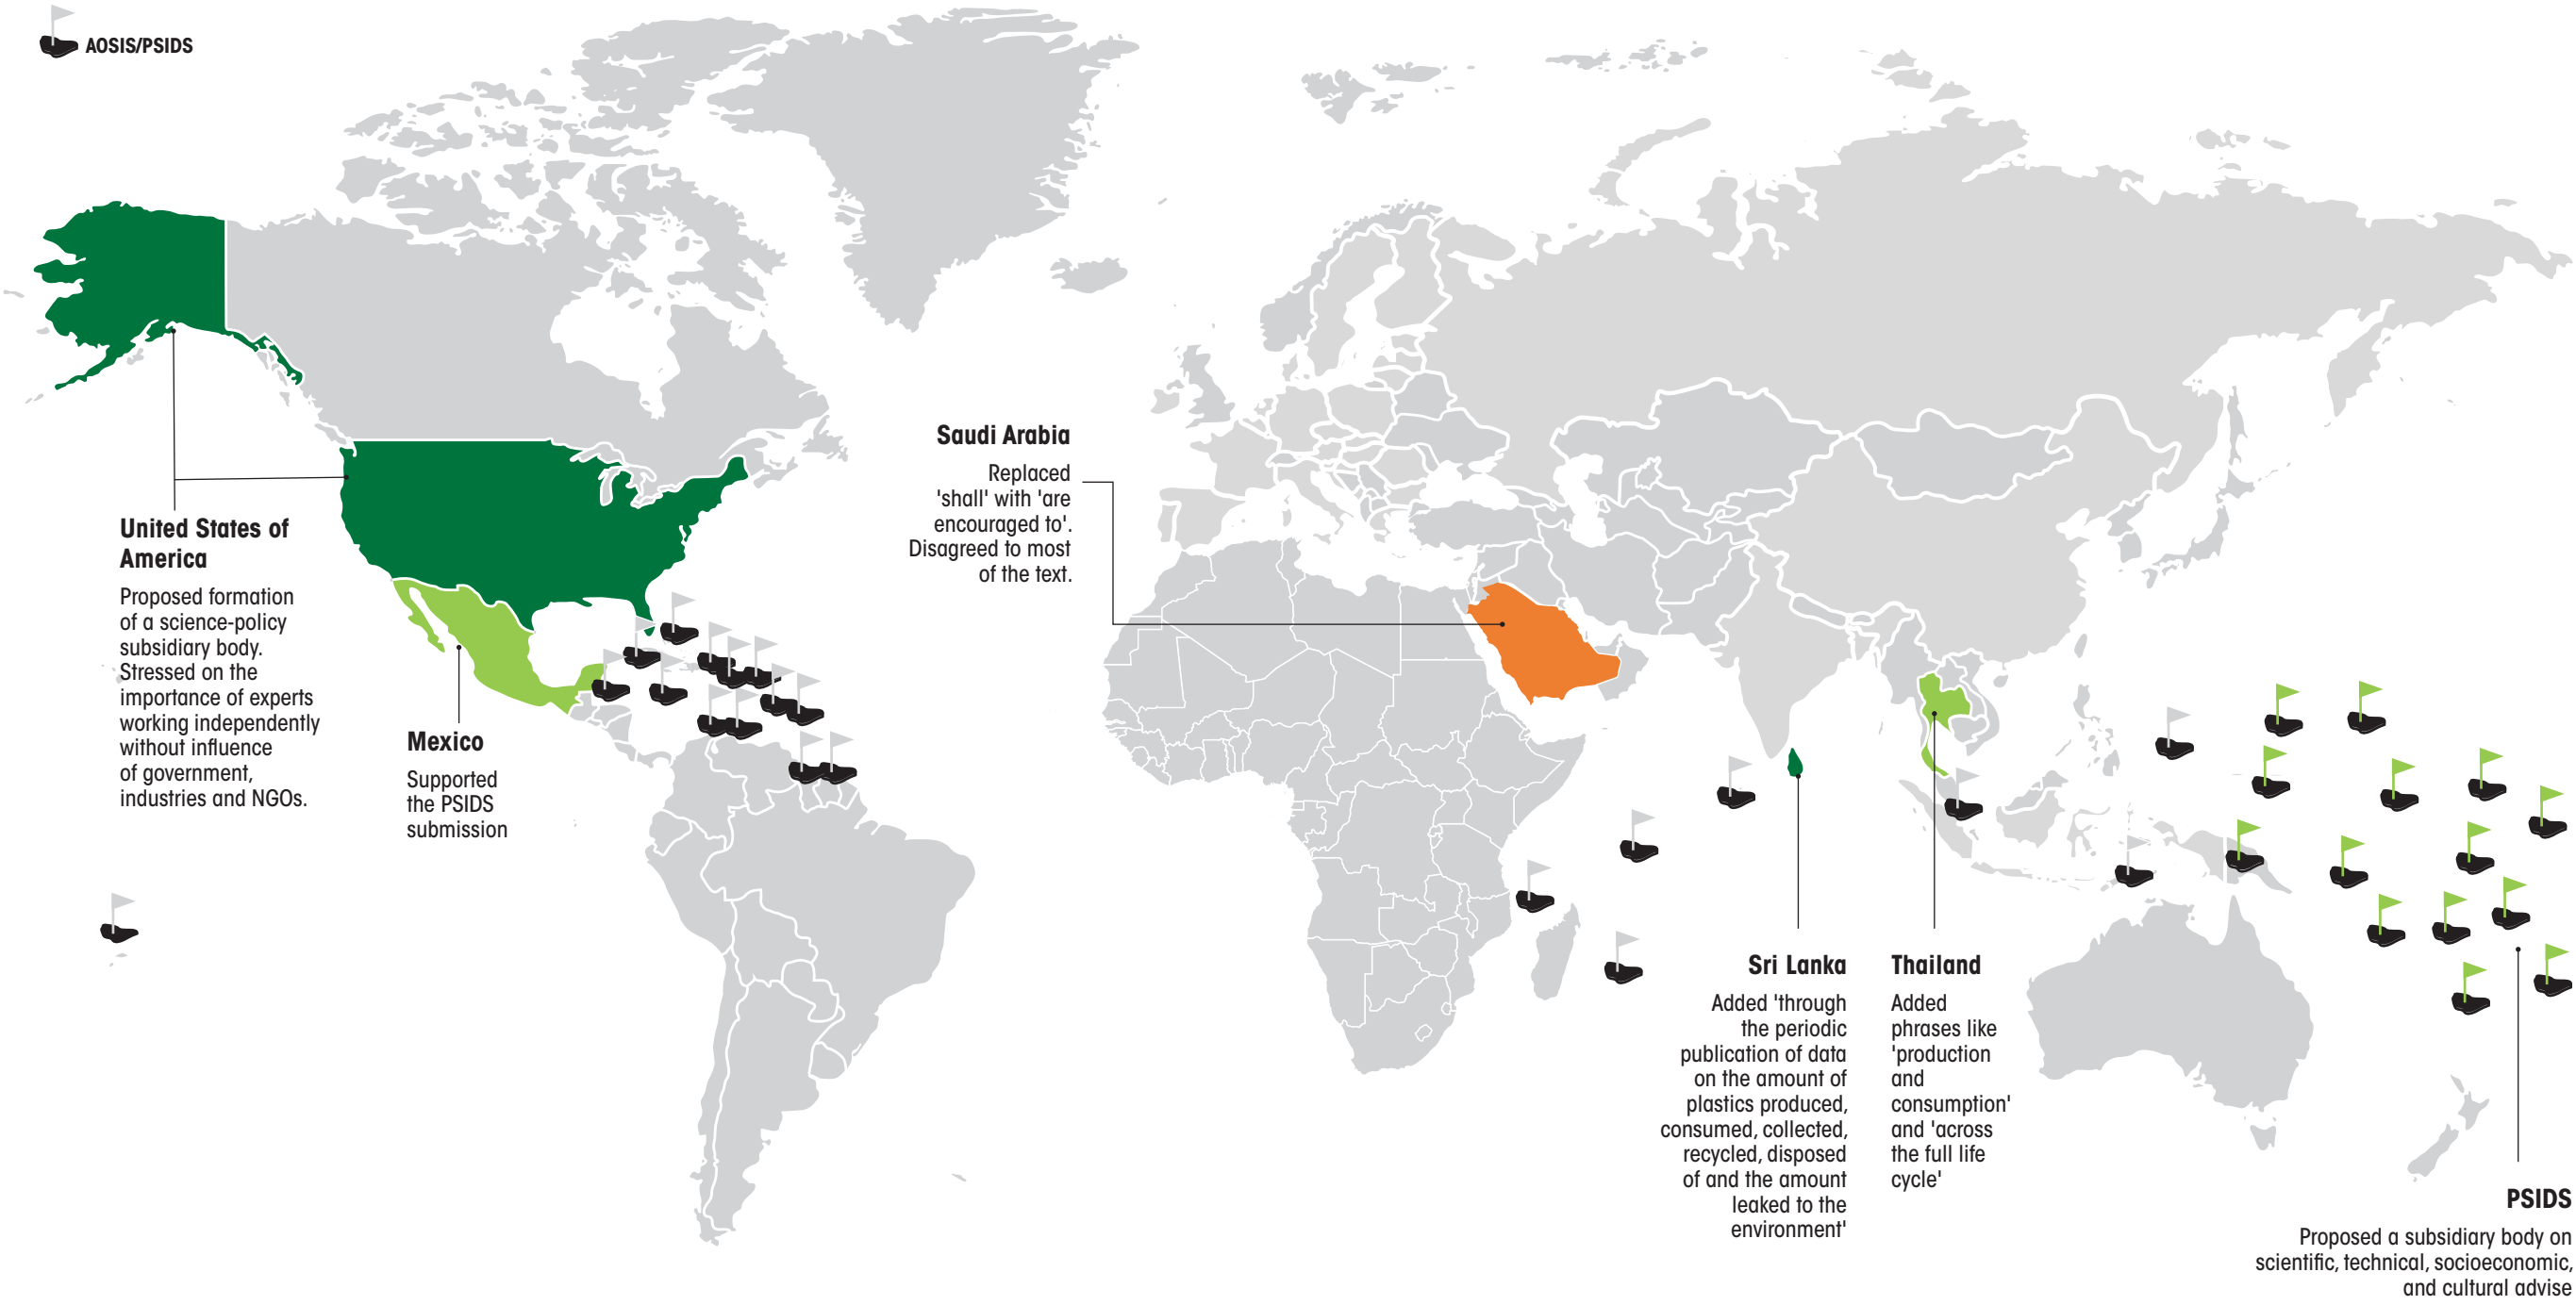 AOSIS/PSIDS
United States of
America
Proposed formation
of a science-policy
subsidiary body.
Stressed on the
importance of experts
working independently
without influence
of government,
industries and NGOs.
Mexico
Supported
the PSIDS
submission
Saudi Arabia
Replaced
'shall' with 'are
encouraged to'.
Disagreed to most
of the text.
Sri Lanka
Added 'through
the periodic
publication of data
on the amount of
plastics produced,
consumed, collected,
recycled, disposed
of and the amount
leaked to the
environment'
Thailand
Added
phrases like
'production
and
consumption'
and 'across
the full life
cycle'
PSIDS
Proposed a subsidiary body on
scientific, technical, socioeconomic,
and cultural advise